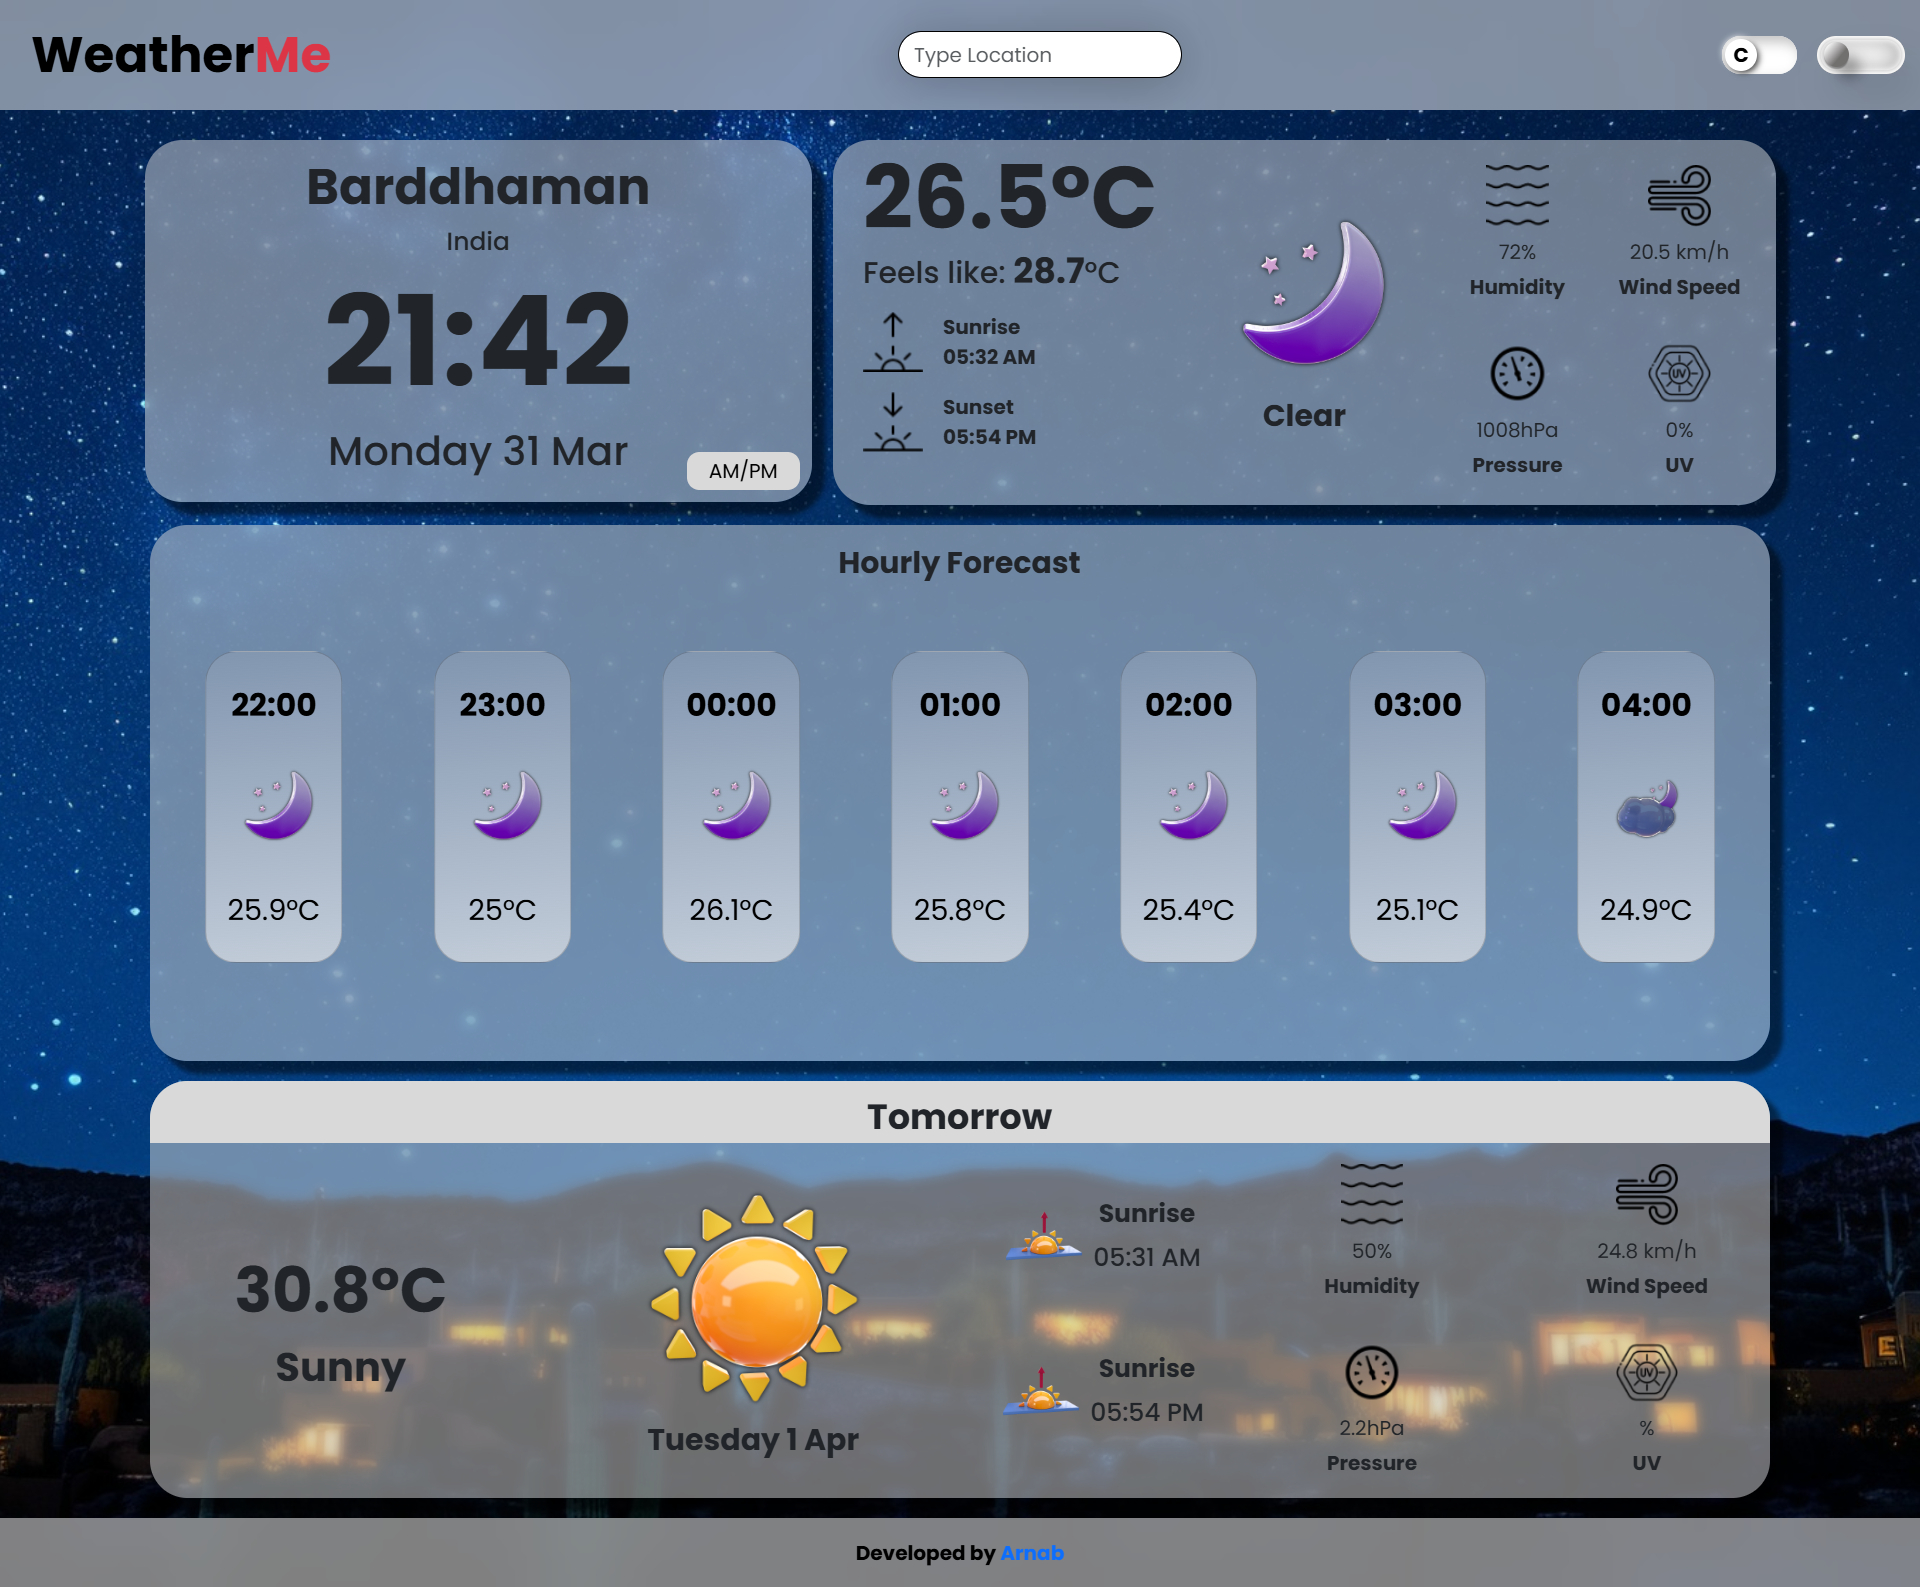 WeatherMe
Type Location
C
Barddhaman
India
21:42
Monday 31 Mar
AM/PM
26.5°C
Feels like: 28.7°C
Sunrise
05:32 AM
Sunset
05:54 PM
Clear
72%
Humidity
20.5 km/h
Wind Speed
1008hPa
Pressure
UV
0%
UV
Hourly Forecast
22:00
25.9°C
23:00
25°C
00:00
26.1°C
01:00
25.8°C
02:00
25.4°C
03:00
25.1°C
04:00
24.9°C
Tomorrow
30.8°C
Sunny
Tuesday 1 Apr
Sunrise
05:31 AM
Sunrise
05:54 PM
50%
Humidity
24.8 km/h
Wind Speed
2.2hPa
Pressure
UV
%
UV
Developed by Arnab